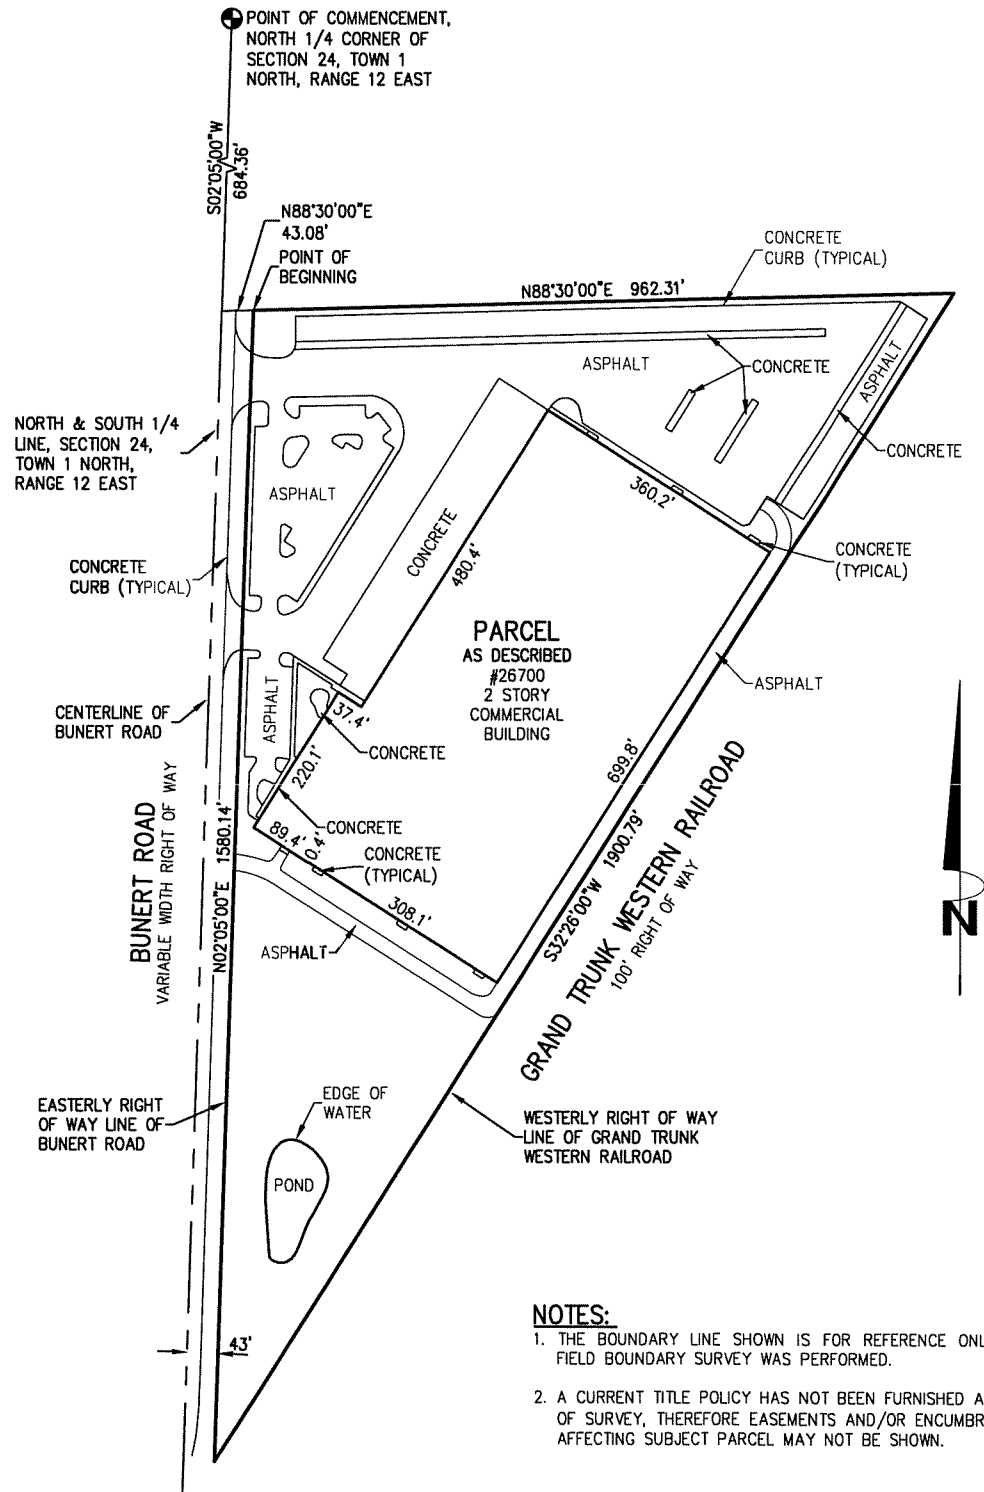 POINT OF COMMENCEMENT,
NORTH 1/4 CORNER OF
SECTION 24, TOWN 1
NORTH, RANGE 12 EAST
S02°05'00"W
684.36'
N88°30'00"E
43.08'
POINT OF
BEGINNING
CONCRETE
CURB (TYPICAL)
N88°30'00"E 962.31'
ASPHALT
CONCRETE
ASPHALT
CONCRETE
NORTH & SOUTH 1/4
LINE, SECTION 24,
TOWN 1 NORTH,
RANGE 12 EAST
ASPHALT
360.2'
CONCRETE
480.4'
CONCRETE
CURB (TYPICAL)
CONCRETE
(TYPICAL)
PARCEL
AS DESCRIBED
#26700
2 STORY
COMMERCIAL
BUILDING
ASPHALT
CENTERLINE OF
BUNERT ROAD
ASPHALT
37.4'
CONCRETE
220.1'
699.8'
BUNERT ROAD
VARIABLE WIDTH RIGHT OF WAY
N02°05'00"E 1580.14'
CONCRETE
89.4'
0.4'
CONCRETE
(TYPICAL)
308.1'
ASPHALT
S32°26'00"W 1900.79'
GRAND TRUNK WESTERN RAILROAD
100' RIGHT OF WAY
N
EASTERLY RIGHT
OF WAY LINE OF
BUNERT ROAD
EDGE OF
WATER
POND
WESTERLY RIGHT OF WAY
LINE OF GRAND TRUNK
WESTERN RAILROAD
43'
NOTES:
1. THE BOUNDARY LINE SHOWN IS FOR REFERENCE ONL
FIELD BOUNDARY SURVEY WAS PERFORMED.
2. A CURRENT TITLE POLICY HAS NOT BEEN FURNISHED A
OF SURVEY, THEREFORE EASEMENTS AND/OR ENCUMBR
AFFECTING SUBJECT PARCEL MAY NOT BE SHOWN.